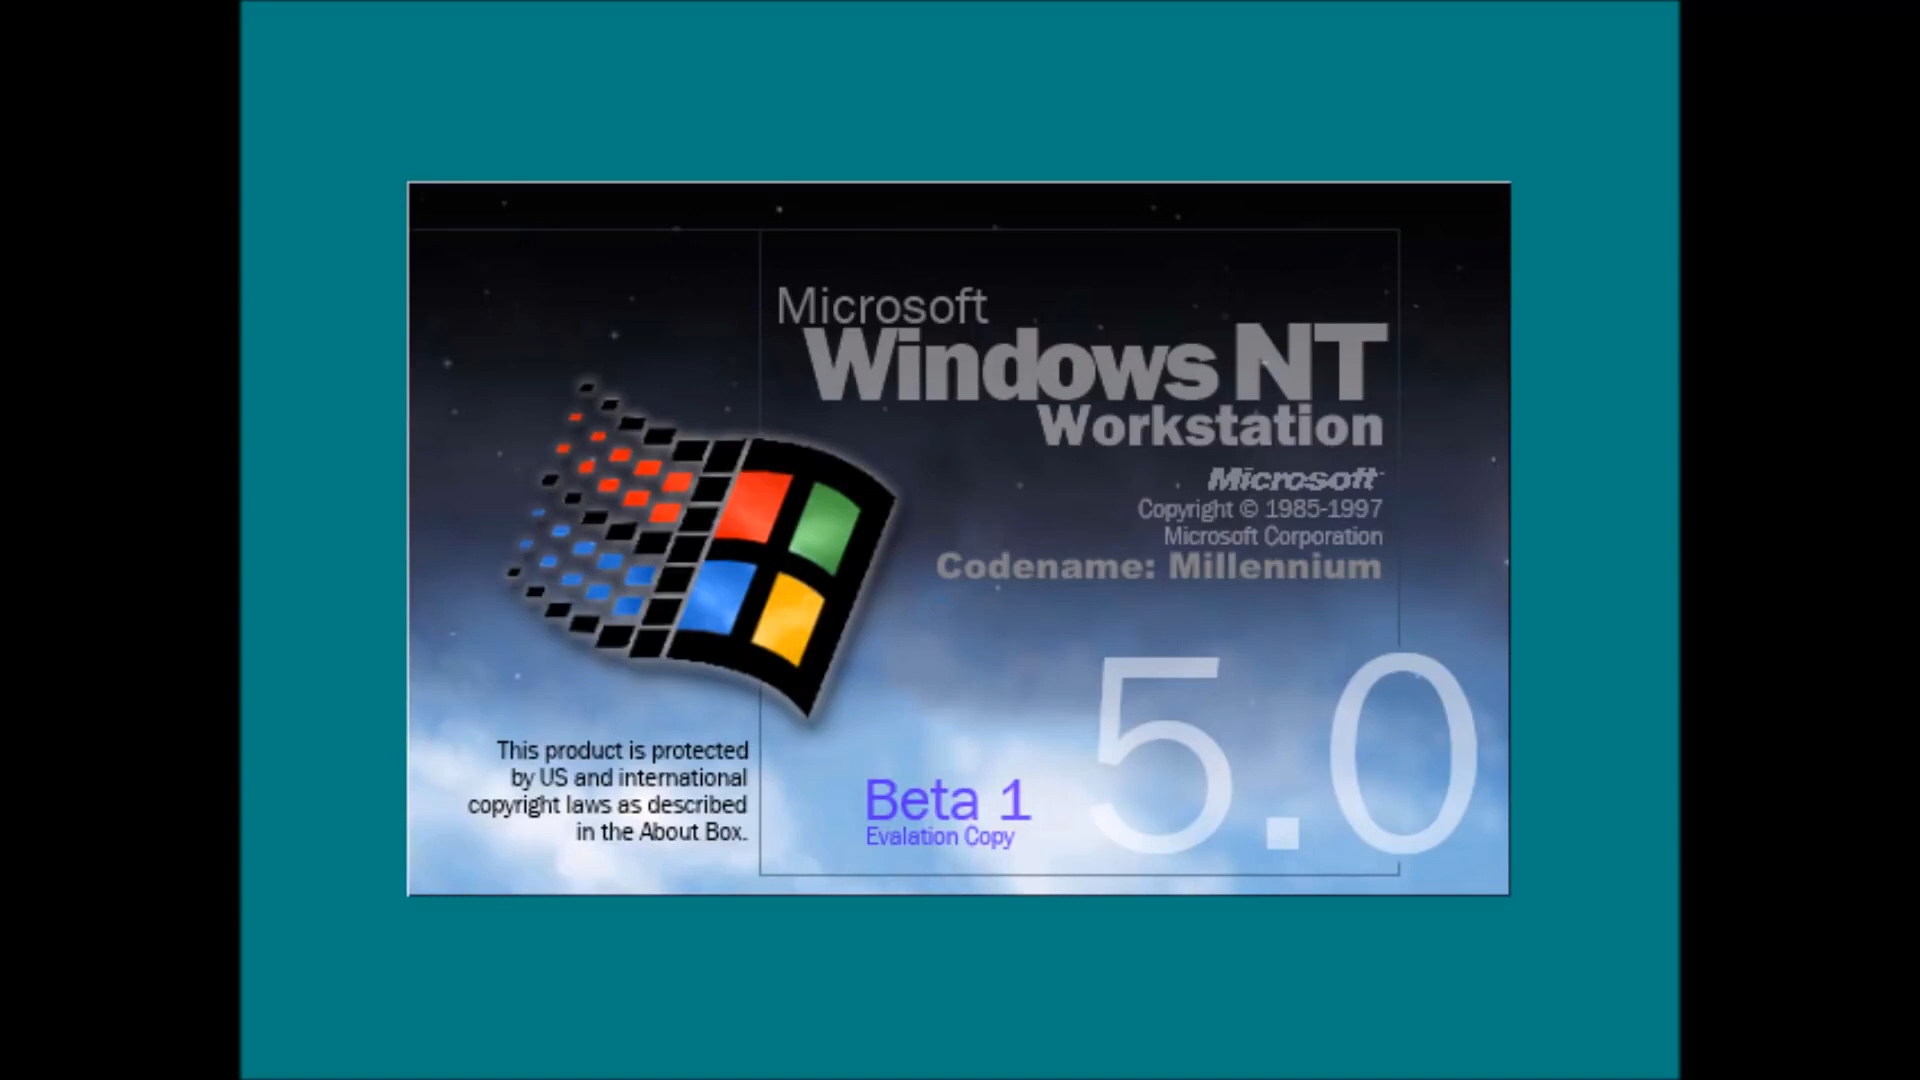 Microsoft
Windows NT
Workstation
Microsoft
Copyright © 1985-1997
Microsoft Corporation
Codename: Millennium
5.0
This product is protected
by US and international
copyright laws as described
in the About Box.
Beta 1
Evalation Copy